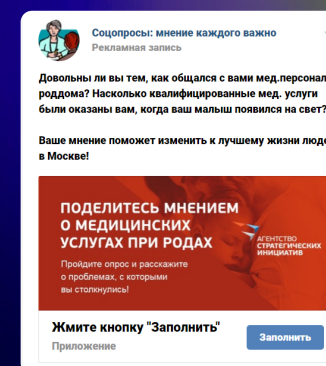 Соцопросы: мнение каждого важно
Рекламная запись
Довольны ли вы тем, как общался с вами мед.персонал
роддома? Насколько квалифицированные мед. услуги
были оказаны вам, когда ваш малыш появился на свет?
Ваше мнение поможет изменить к лучшему жизни
в Москве!
ПОДЕЛИТЕСЬ МНЕНИЕМ
О МЕДИЦИНСКИХ
УСЛУГАХ ПРИ РОДАХ
АГЕНТСТВО
СТРАТЕГИЧЕСКИХ
ИНИЦИАТИВ
Пройдите опрос и расскажите
о проблемах, с которыми
вы столкнулись!
Жмите кнопку "Заполнить"
Приложение
Заполнить